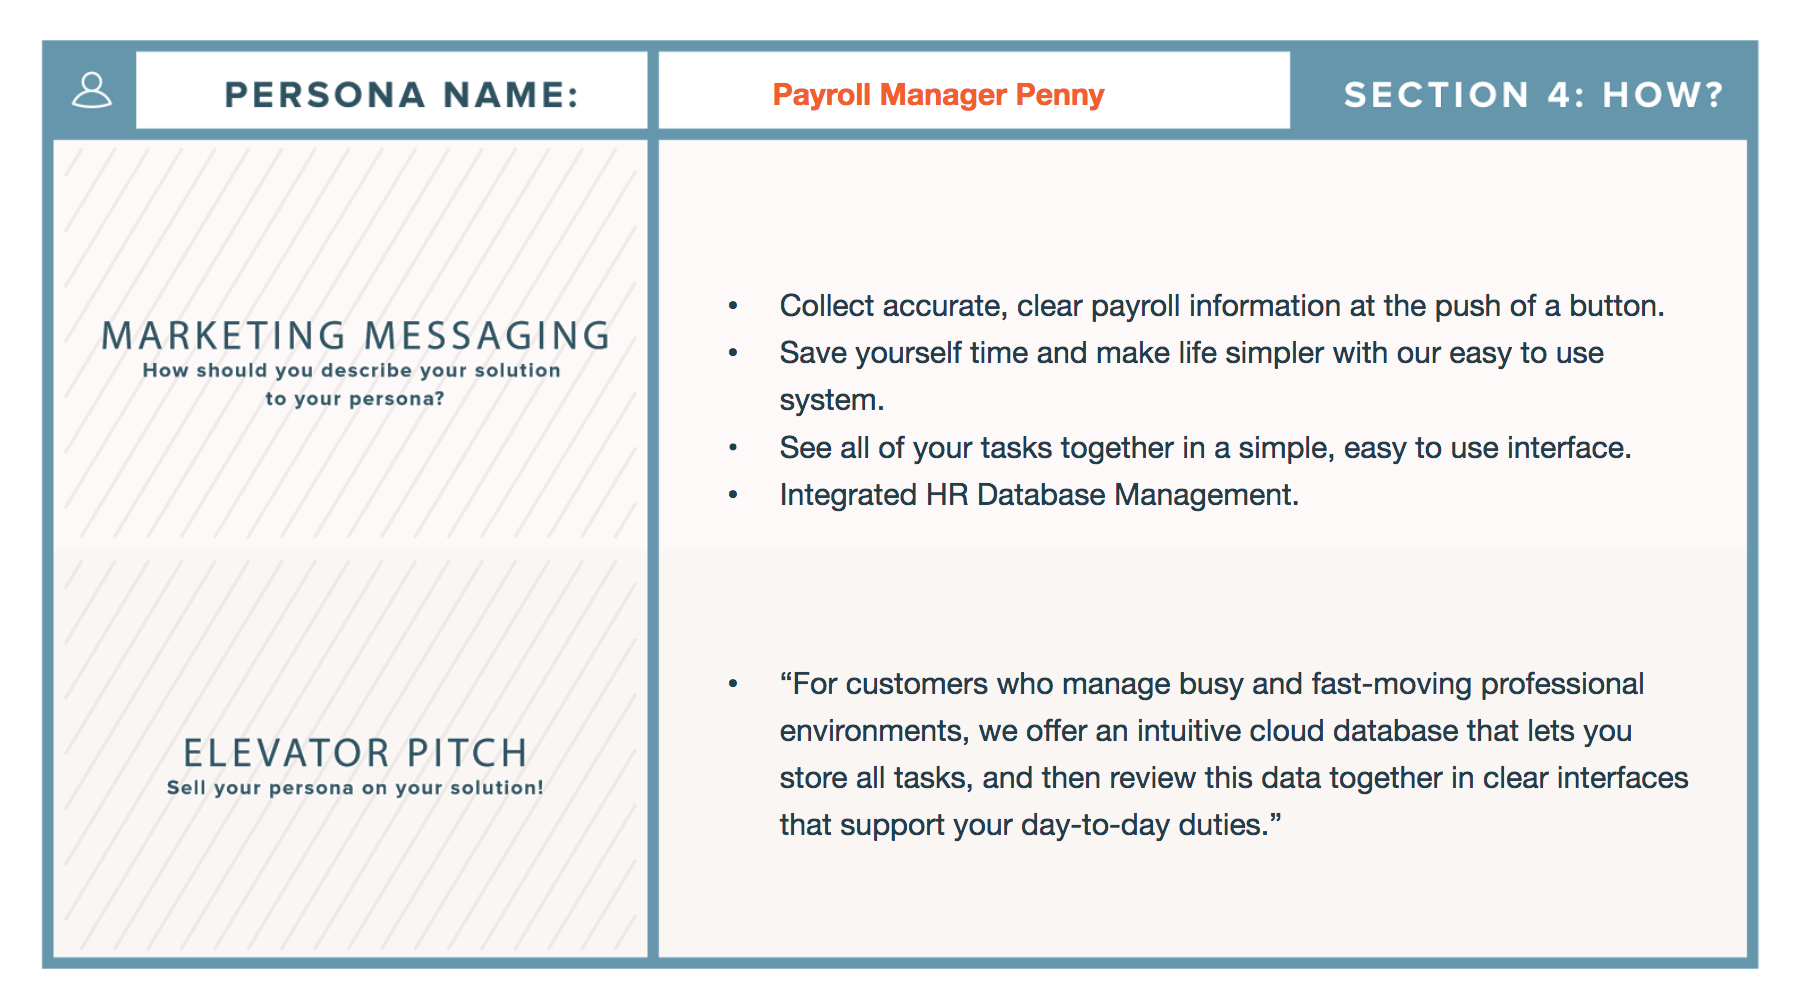 PERSONA NAME:
Payroll Manager Penny
SECTION 4: HOW?
MARKETING MESSAGING
How should you describe your solution
to your persona?
• Collect accurate, clear payroll information at the push of a button.
• Save yourself time and make life simpler with our easy to use
system.
• See all of your tasks together in a simple, easy to use interface.
• Integrated HR Database Management.
ELEVATOR PITCH
Sell your persona on your solution!
• “For customers who manage busy and fast-moving professional
environments, we offer an intuitive cloud database that lets you
store all tasks, and then review this data together in clear interfaces
that support your day-to-day duties.”